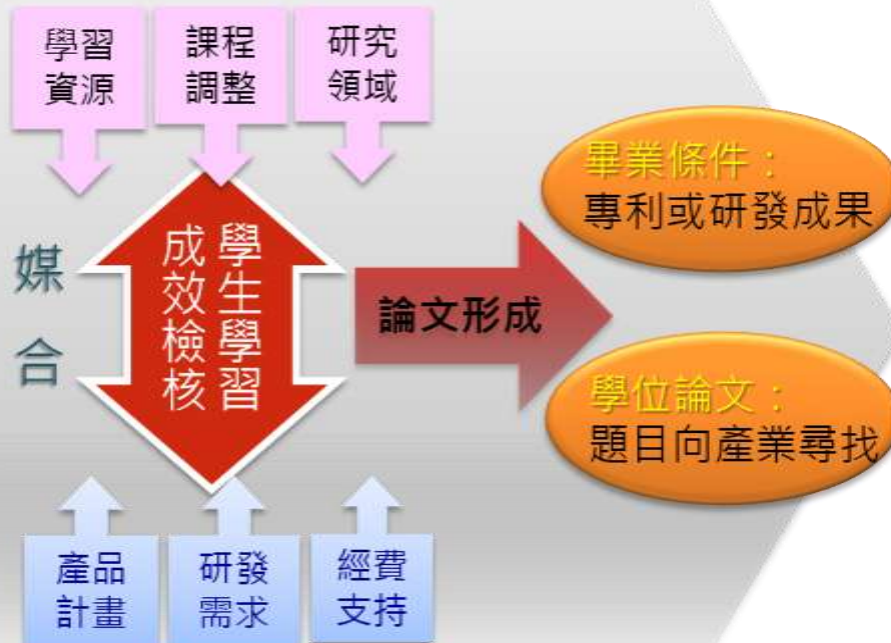 學習
資源
課程
調整
研究
領域
媒合
學生學習
成效檢核
論文形成
畢業條件：
專利或研發成果
學位論文：
題目向產業尋找
產品
計畫
研發
需求
經費
支持